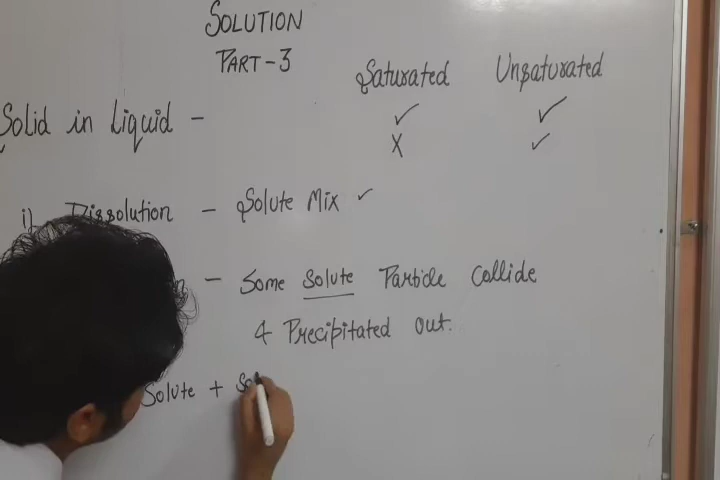 SOLUTION
PART-3
Saturated Unsaturated
Solid in Liquid - ✓ ✓
X ✓
i) Dissolution - Solute Mix ✓
- Some Solute Particle Collide
& Precipitated Out.
Solute + So